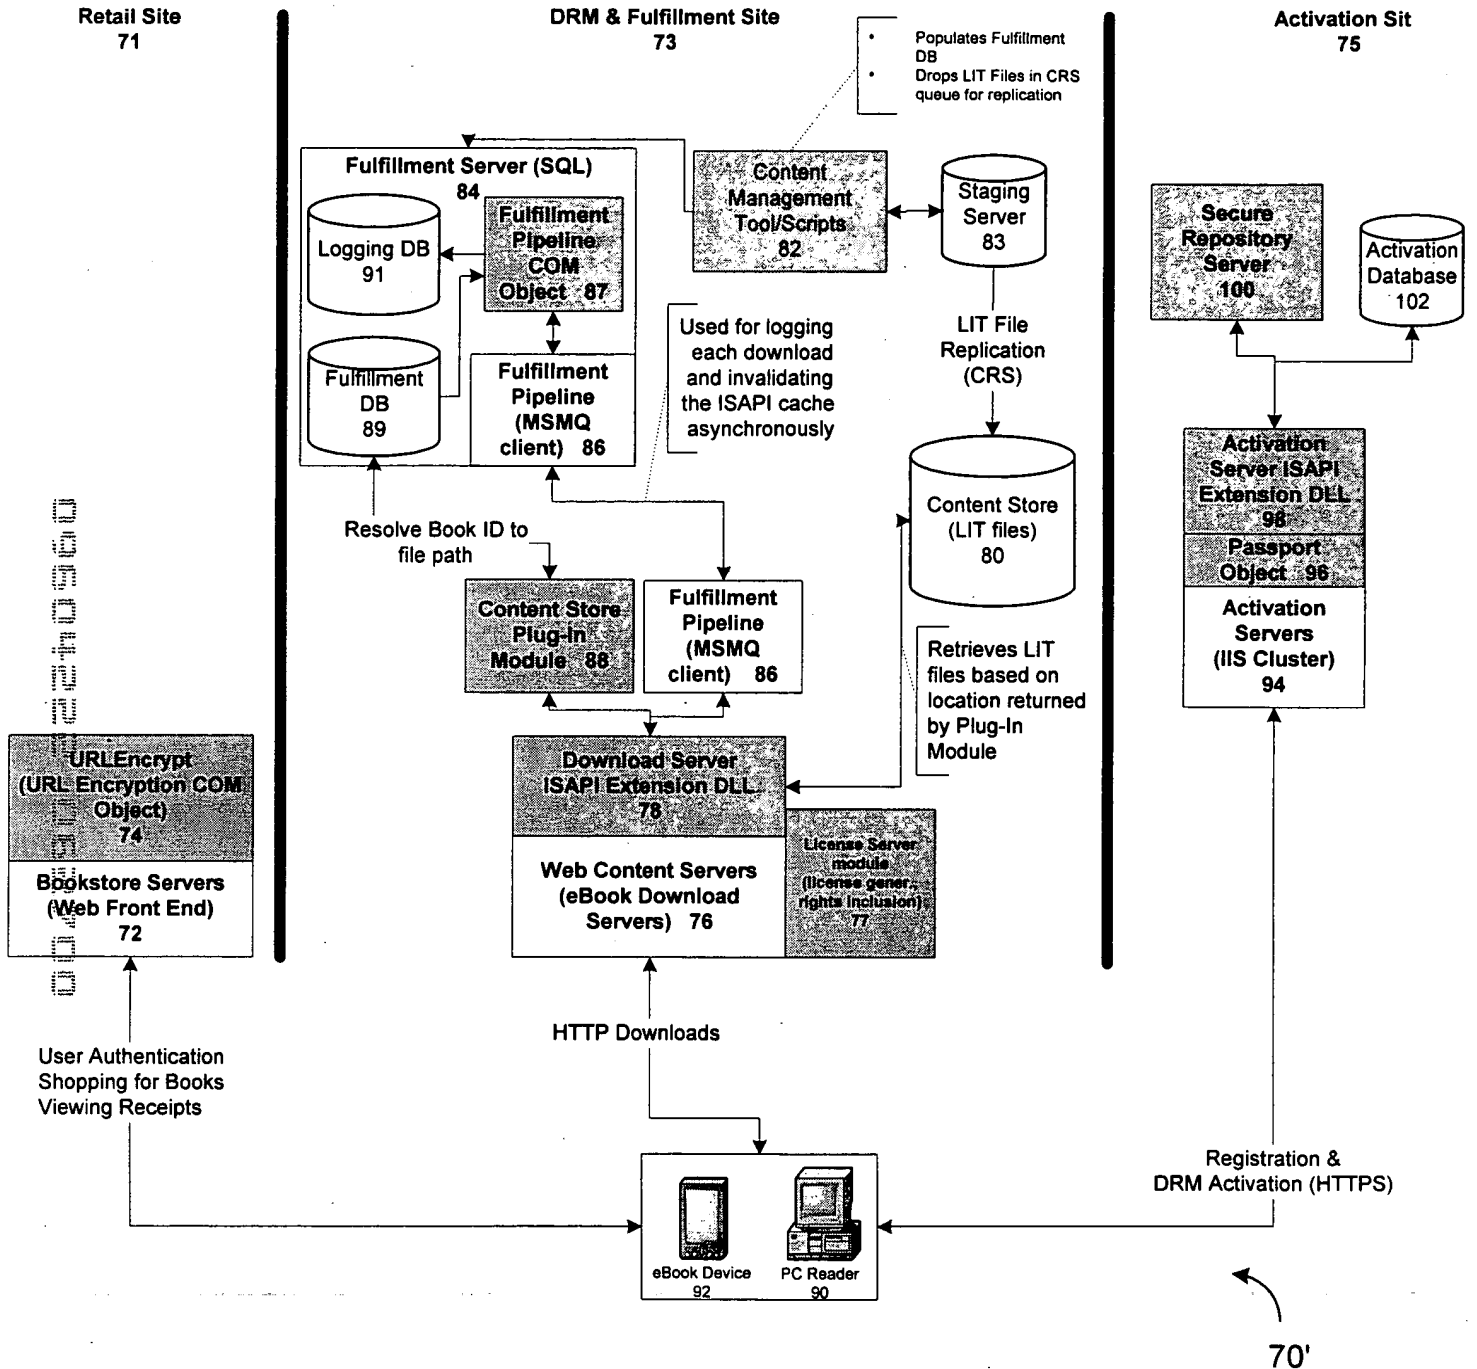 Retail Site
71
DRM & Fulfillment Site
73
Activation Sit
75
• Populates Fulfillment
DB
• Drops LIT Files in CRS
queue for replication
Fulfillment Server (SQL)
84
Logging DB
91
Fulfillment
Pipeline
COM
Object 87
Fulfillment
DB
89
Fulfillment
Pipeline
(MSMQ
client) 86
Content
Management
Tool/Scripts
82
Staging
Server
83
Used for logging
each download
and invalidating
the ISAPI cache
asynchronously
LIT File
Replication
(CRS)
Content Store
(LIT files)
80
Secure
Repository
Server
100
Activation
Database
102
Activation
Server ISAPI
Extension DLL
98
Passport
Object 96
Activation
Servers
(IIS Cluster)
94
Resolve Book ID to
file path
Content Store
Plug-In
Module 88
Fulfillment
Pipeline
(MSMQ
client) 86
Retrieves LIT
files based on
location returned
by Plug-In
Module
URLEncrypt
(URL Encryption COM
Object)
74
Bookstore Servers
(Web Front End)
72
Download Server
ISAPI Extension DLL
78
Web Content Servers
(eBook Download
Servers) 76
License Server
module
(license gener.,
rights inclusion)
77
HTTP Downloads
User Authentication
Shopping for Books
Viewing Receipts
Registration &
DRM Activation (HTTPS)
eBook Device
92
PC Reader
90
70'